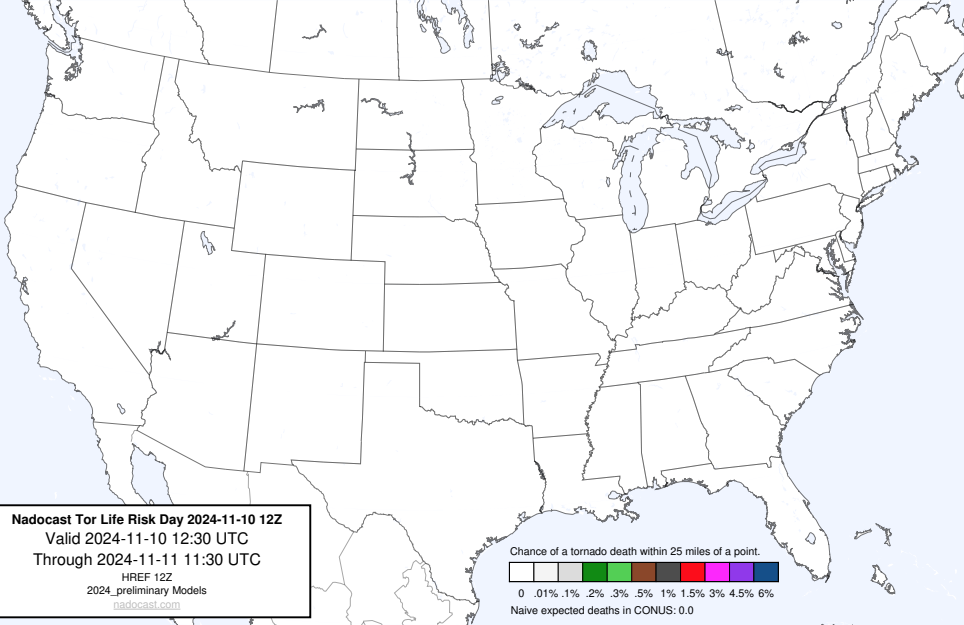 Nadocast Tor Life Risk Day 2024-11-10 12Z
Valid 2024-11-10 12:30 UTC
Through 2024-11-11 11:30 UTC
HREF 12Z
2024_preliminary Models
nadocast.com
Chance of a tornado death within 25 miles of a point.
0 .01% .1% .2% .3% .5% 1% 1.5% 3% 4.5% 6%
Naive expected deaths in CONUS: 0.0